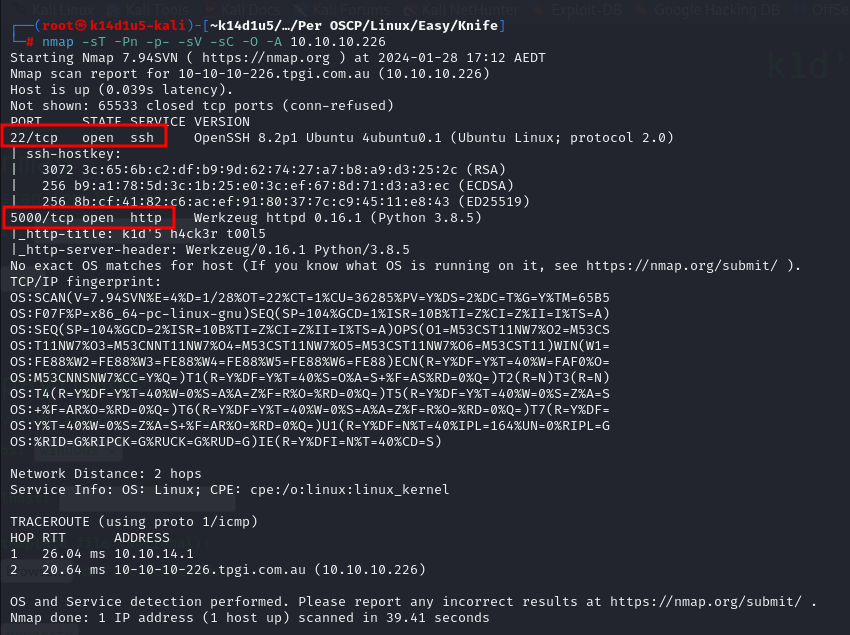 Kali Linux Kali Tools Kali Docs Kali Forums Kali NetHunter Exploit-DB Google Hacking DB OffSe
┌──(root㉿k14d1u5-kali)-[~k14d1u5/…/Per OSCP/Linux/Easy/Knife]
└─# nmap -sT -Pn -p- -sV -sC -O -A 10.10.10.226
Starting Nmap 7.94SVN ( https://nmap.org ) at 2024-01-28 17:12 AEDT
Nmap scan report for 10-10-10-226.tpgi.com.au (10.10.10.226)
Host is up (0.039s latency).
Not shown: 65533 closed tcp ports (conn-refused)
PORT     STATE SERVICE VERSION
22/tcp   open  ssh     OpenSSH 8.2p1 Ubuntu 4ubuntu0.1 (Ubuntu Linux; protocol 2.0)
| ssh-hostkey:
|   3072 3c:65:6b:c2:df:b9:9d:62:74:27:a7:b8:a9:d3:25:2c (RSA)
|   256 b9:a1:78:5d:3c:1b:25:e0:3c:ef:67:8d:71:d3:a3:ec (ECDSA)
|   256 8b:cf:41:82:c6:ac:ef:91:80:37:7c:c9:45:11:e8:43 (ED25519)
5000/tcp open  http    Werkzeug httpd 0.16.1 (Python 3.8.5)
|_http-title: k1d'5 h4ck3r t00l5
|_http-server-header: Werkzeug/0.16.1 Python/3.8.5
No exact OS matches for host (If you know what OS is running on it, see https://nmap.org/submit/ ).
TCP/IP fingerprint:
OS:SCAN(V=7.94SVN%E=4%D=1/28%OT=22%CT=1%CU=36285%PV=Y%DS=2%DC=T%G=Y%TM=65B5
OS:F07F%P=x86_64-pc-linux-gnu)SEQ(SP=104%GCD=1%ISR=10B%TI=Z%CI=Z%II=I%TS=A)
OS:SEQ(SP=104%GCD=2%ISR=10B%TI=Z%CI=Z%II=I%TS=A)OPS(O1=M53CST11NW7%O2=M53CS
OS:T11NW7%O3=M53CNNT11NW7%O4=M53CST11NW7%O5=M53CST11NW7%O6=M53CST11)WIN(W1=
OS:FE88%W2=FE88%W3=FE88%W4=FE88%W5=FE88%W6=FE88)ECN(R=Y%DF=Y%T=40%W=FAF0%O=
OS:M53CNNSNW7%CC=Y%Q=)T1(R=Y%DF=Y%T=40%S=O%A=S+%F=AS%RD=0%Q=)T2(R=N)T3(R=N)
OS:T4(R=Y%DF=Y%T=40%W=0%S=A%A=Z%F=R%O=%RD=0%Q=)T5(R=Y%DF=Y%T=40%W=0%S=Z%A=S
OS:+%F=AR%O=%RD=0%Q=)T6(R=Y%DF=Y%T=40%W=0%S=A%A=Z%F=R%O=%RD=0%Q=)T7(R=Y%DF=
OS:Y%T=40%W=0%S=Z%A=S+%F=AR%O=%RD=0%Q=)U1(R=Y%DF=N%T=40%IPL=164%UN=0%RIPL=G
OS:%RID=G%RIPCK=G%RUCK=G%RUD=G)IE(R=Y%DFI=N%T=40%CD=S)
Network Distance: 2 hops
Service Info: OS: Linux; CPE: cpe:/o:linux:linux_kernel
TRACEROUTE (using proto 1/icmp)
HOP RTT      ADDRESS
1   26.04 ms 10.10.14.1
2   20.64 ms 10-10-10-226.tpgi.com.au (10.10.10.226)
OS and Service detection performed. Please report any incorrect results at https://nmap.org/submit/ .
Nmap done: 1 IP address (1 host up) scanned in 39.41 seconds